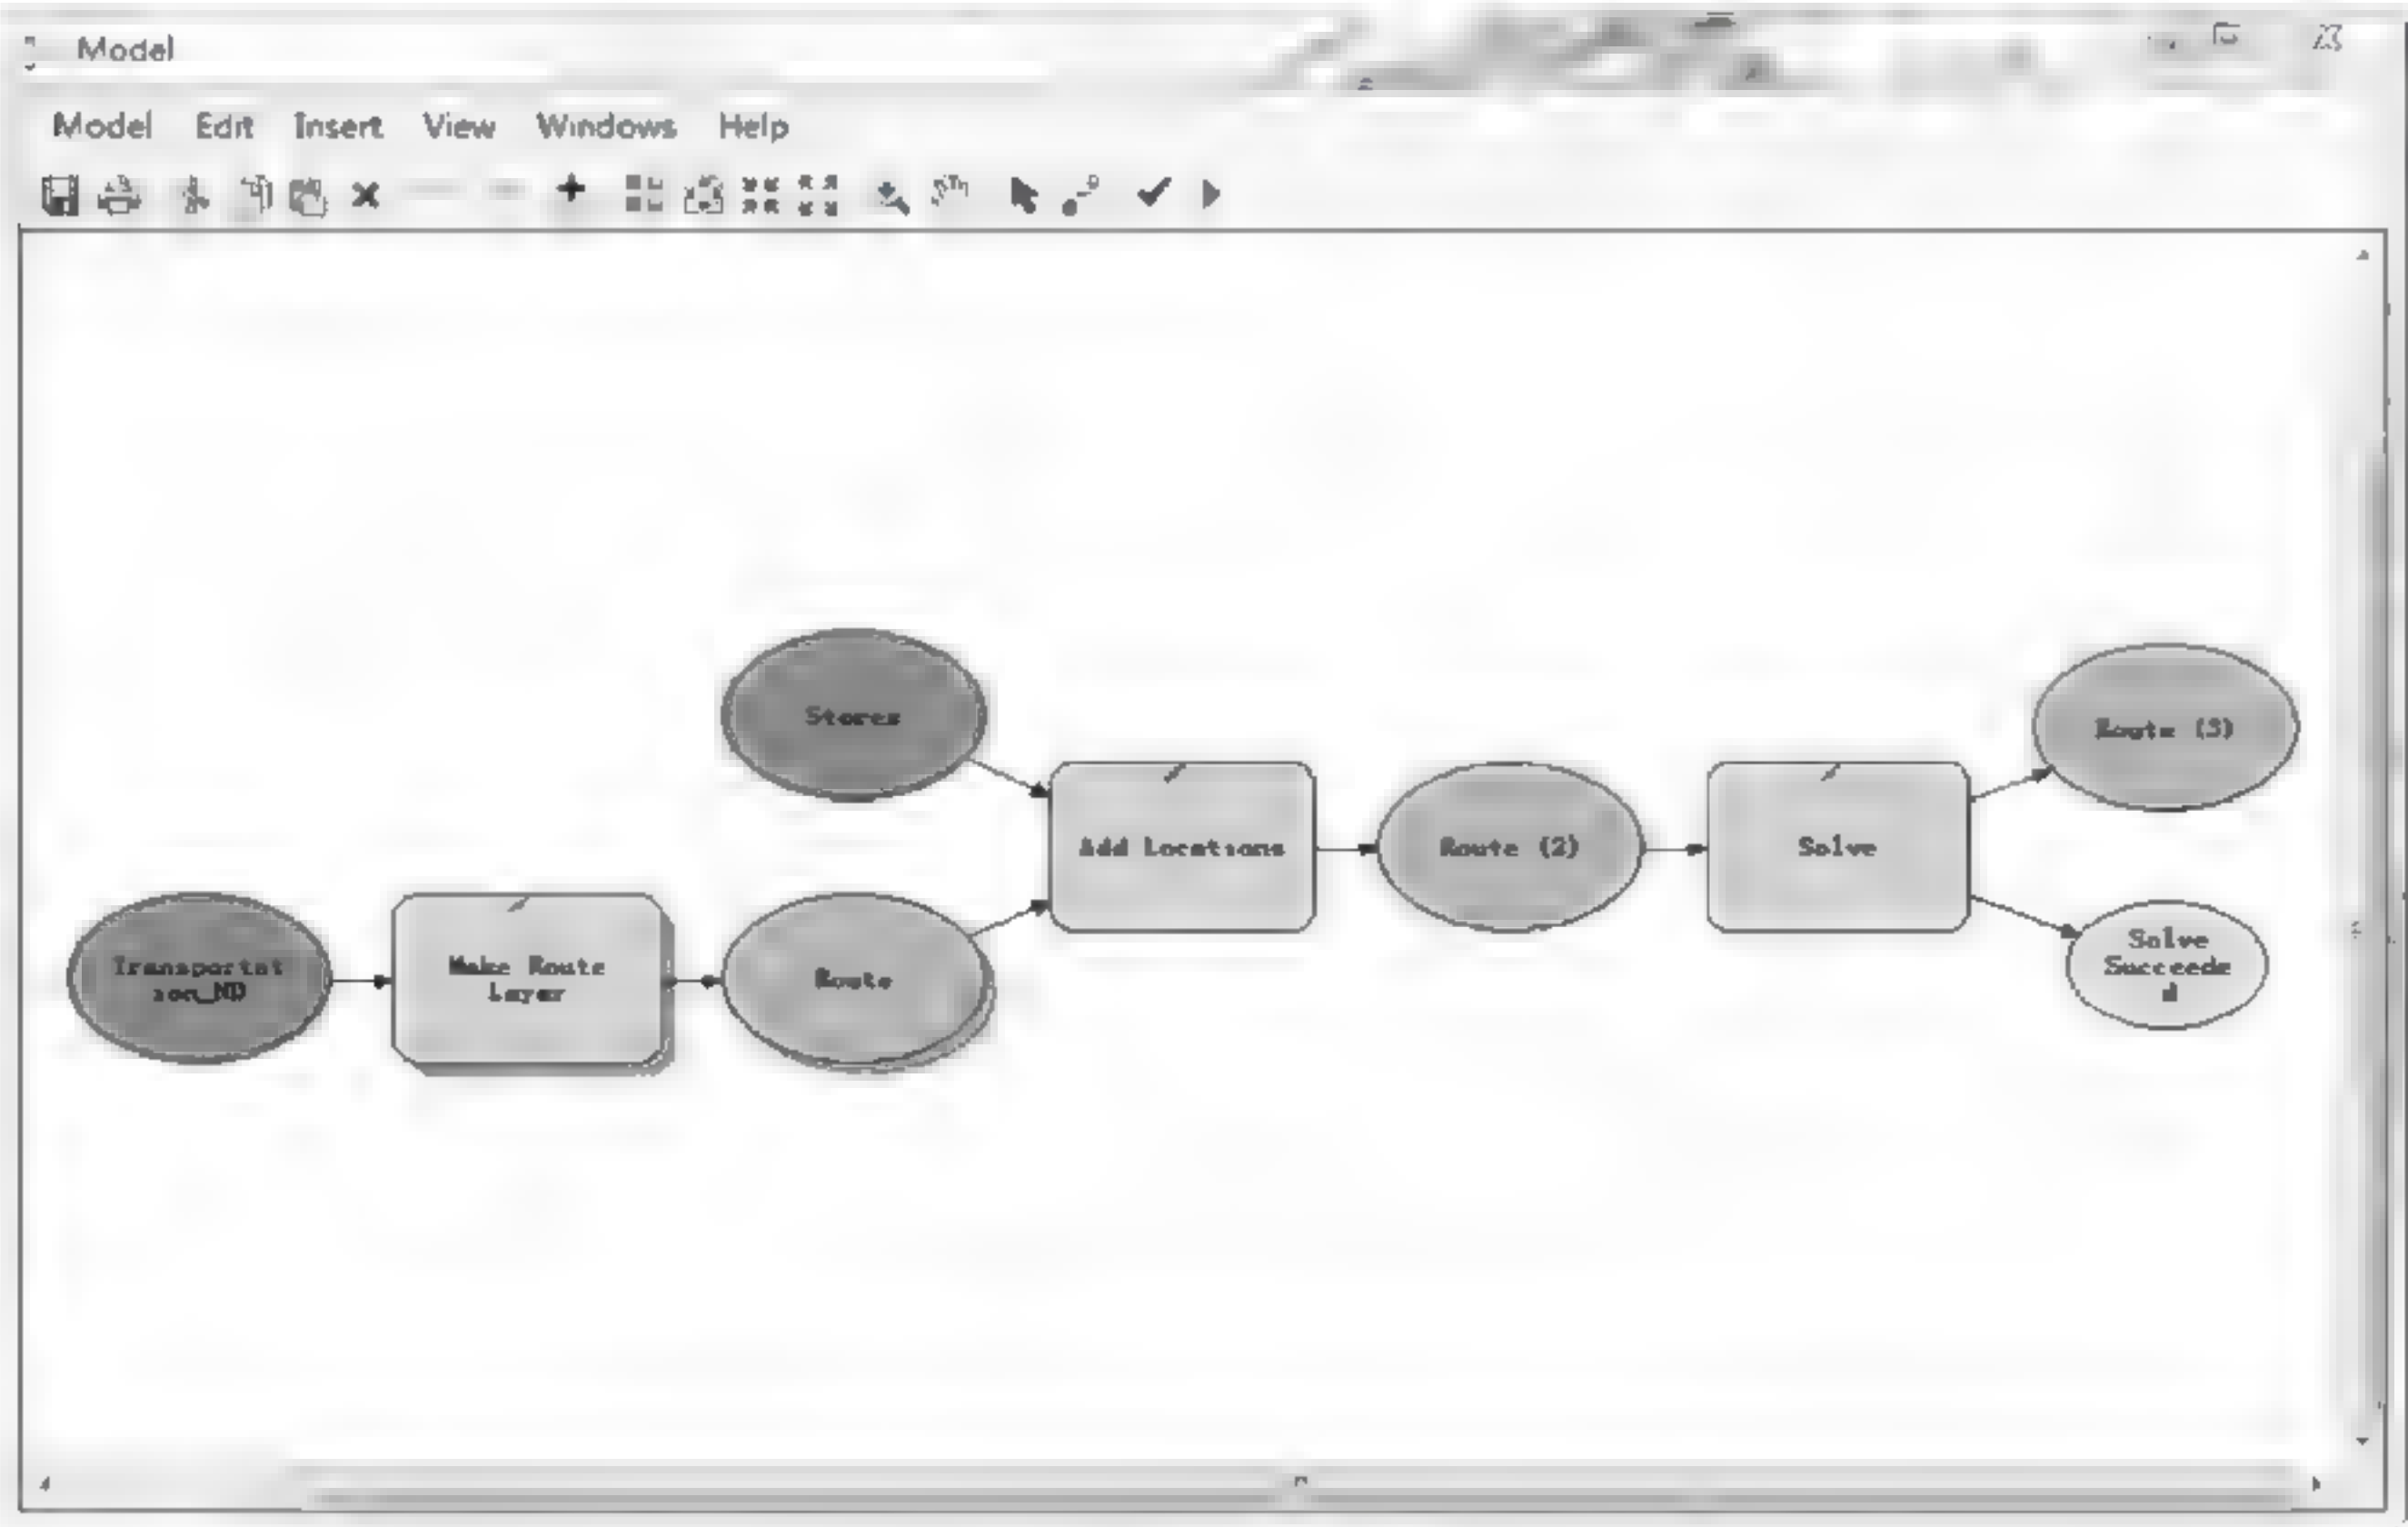 Model
Model Edit Insert View Windows Help
Stores
Route (3)
Add Locations
Route (2)
Solve
Transportat
ion_ND
Make Route
Layer
Route
Solve
Succeede
d